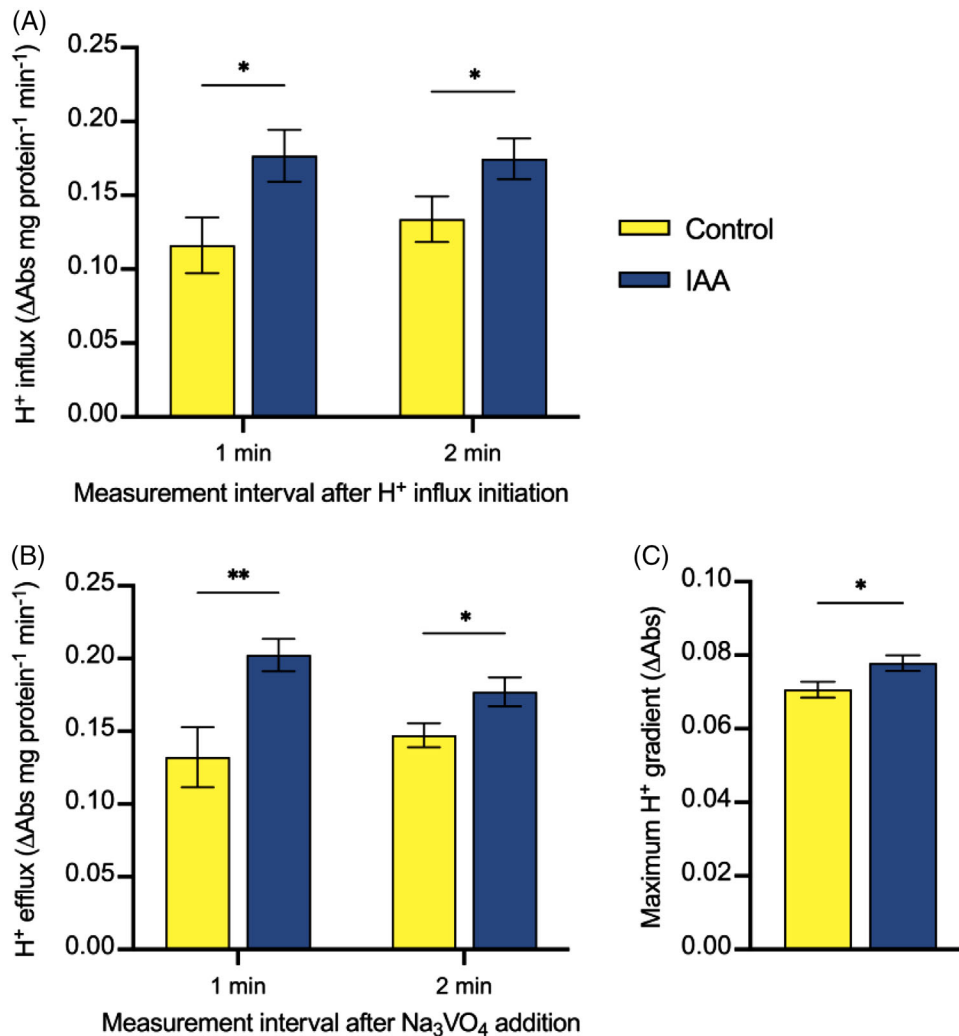 (A)
H⁺ influx (ΔAbs mg protein⁻¹ min⁻¹)
0.25
0.20
0.15
0.10
0.05
0.00
*
*
1 min
2 min
Measurement interval after H⁺ influx initiation
Control
IAA
(B)
H⁺ efflux (ΔAbs mg protein⁻¹ min⁻¹)
0.25
0.20
0.15
0.10
0.05
0.00
**
*
1 min
2 min
Measurement interval after Na₃VO₄ addition
(C)
Maximum H⁺ gradient (ΔAbs)
0.10
0.08
0.06
0.04
0.02
0.00
*